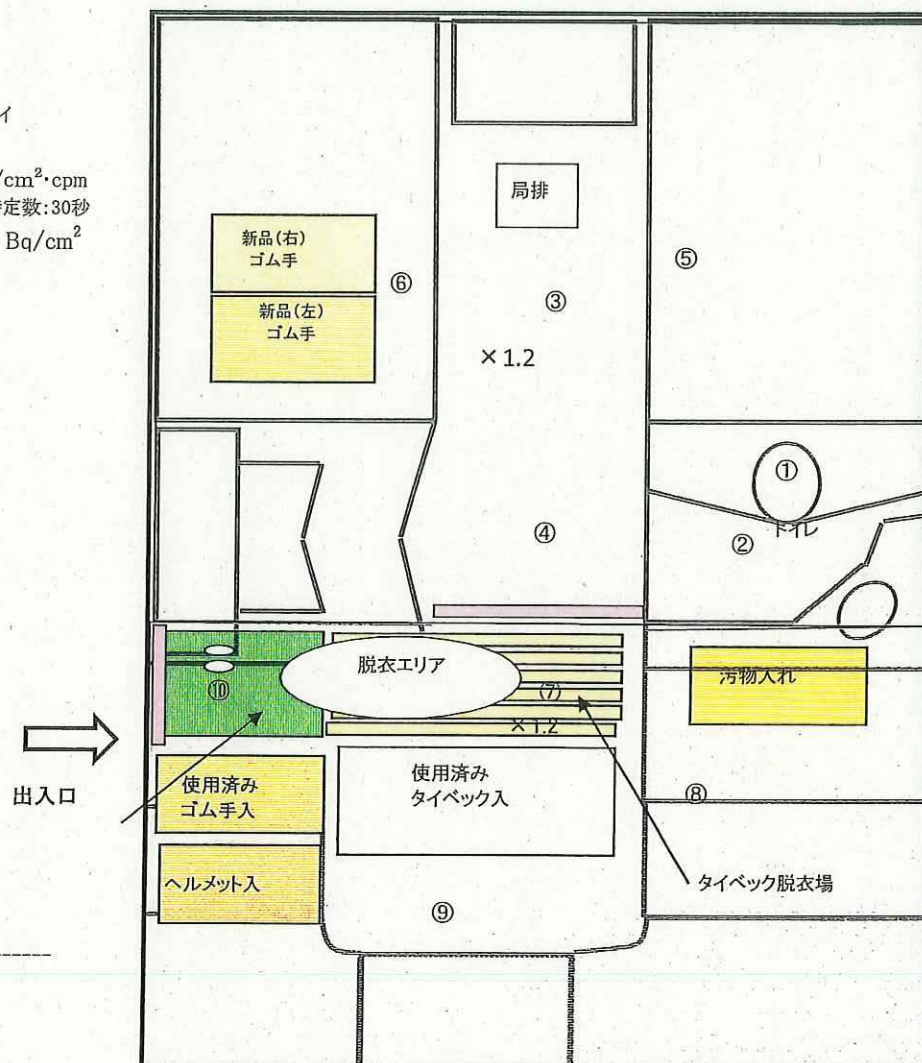 イ
/cm²・cpm
定数:30秒
Bq/cm²
局排
新品(右)
ゴム手
⑥
⑤
新品(左)
ゴム手
③
×1.2
①
トイレ
④
②
脱衣エリア
⑩
(7)
×1.2
汚物入れ
出入口
使用済み
ゴム手入
使用済み
タイベック入
⑧
ヘルメット入
タイベック脱衣場
⑨